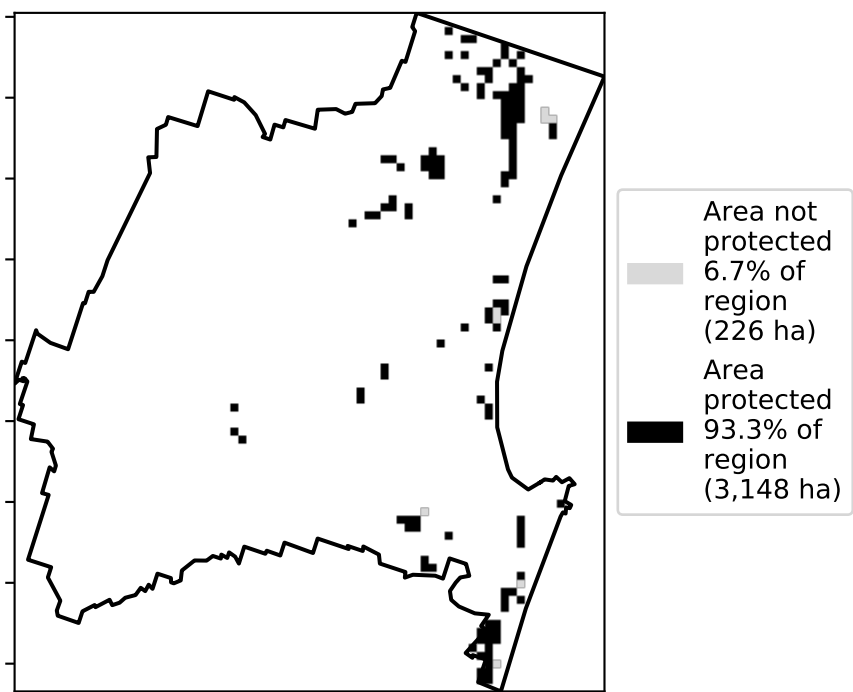 Area not
protected
6.7% of
region
(226 ha)
Area
protected
93.3% of
region
(3,148 ha)